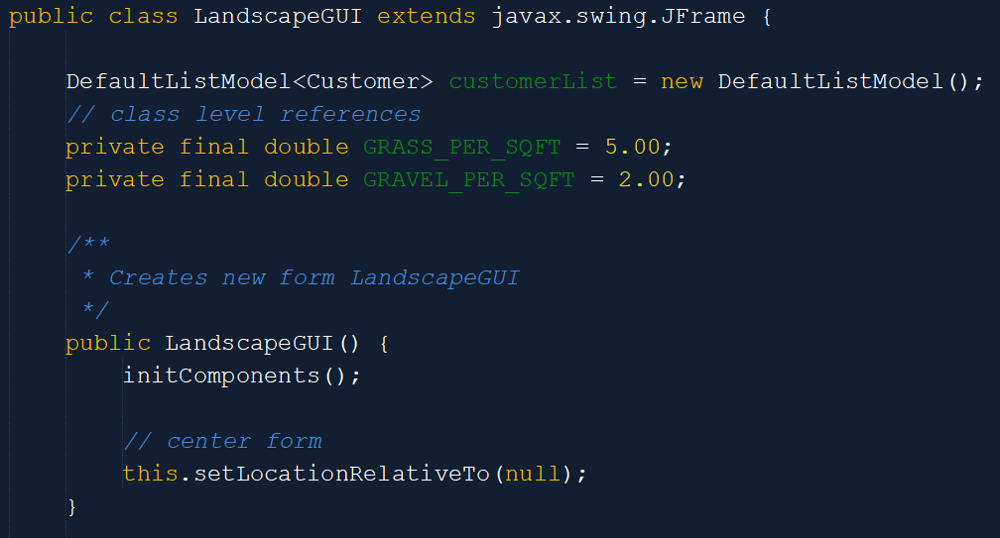 public class LandscapeGUI extends javax.swing.JFrame {
DefaultListModel<Customer> customerList = new DefaultListModel();
// class level references
private final double GRASS_PER_SQFT = 5.00;
private final double GRAVEL_PER_SQFT = 2.00;
/**
* Creates new form LandscapeGUI
*/
public LandscapeGUI() {
initComponents();
// center form
this.setLocationRelativeTo(null);
}